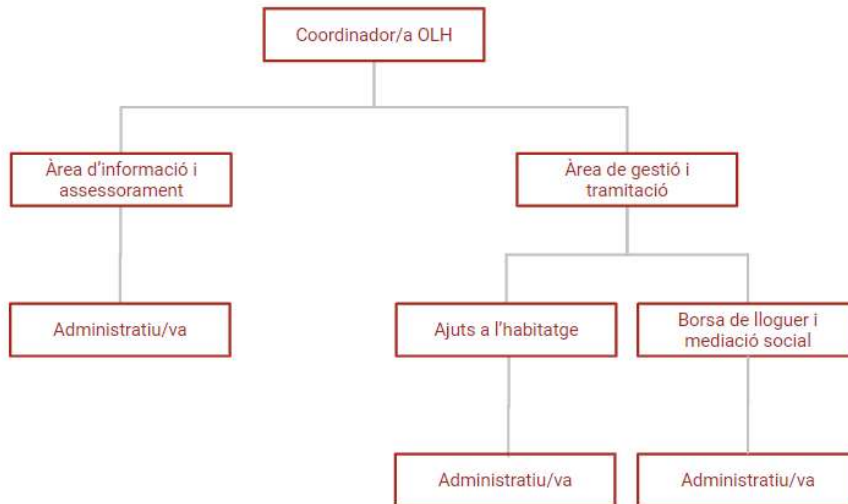 Coordinador/a OLH
Àrea d'informació i
assessorament
Àrea de gestió i
tramitació
Administratiu/va
Ajuts a l'habitatge
Borsa de lloguer i
mediació social
Administratiu/va
Administratiu/va